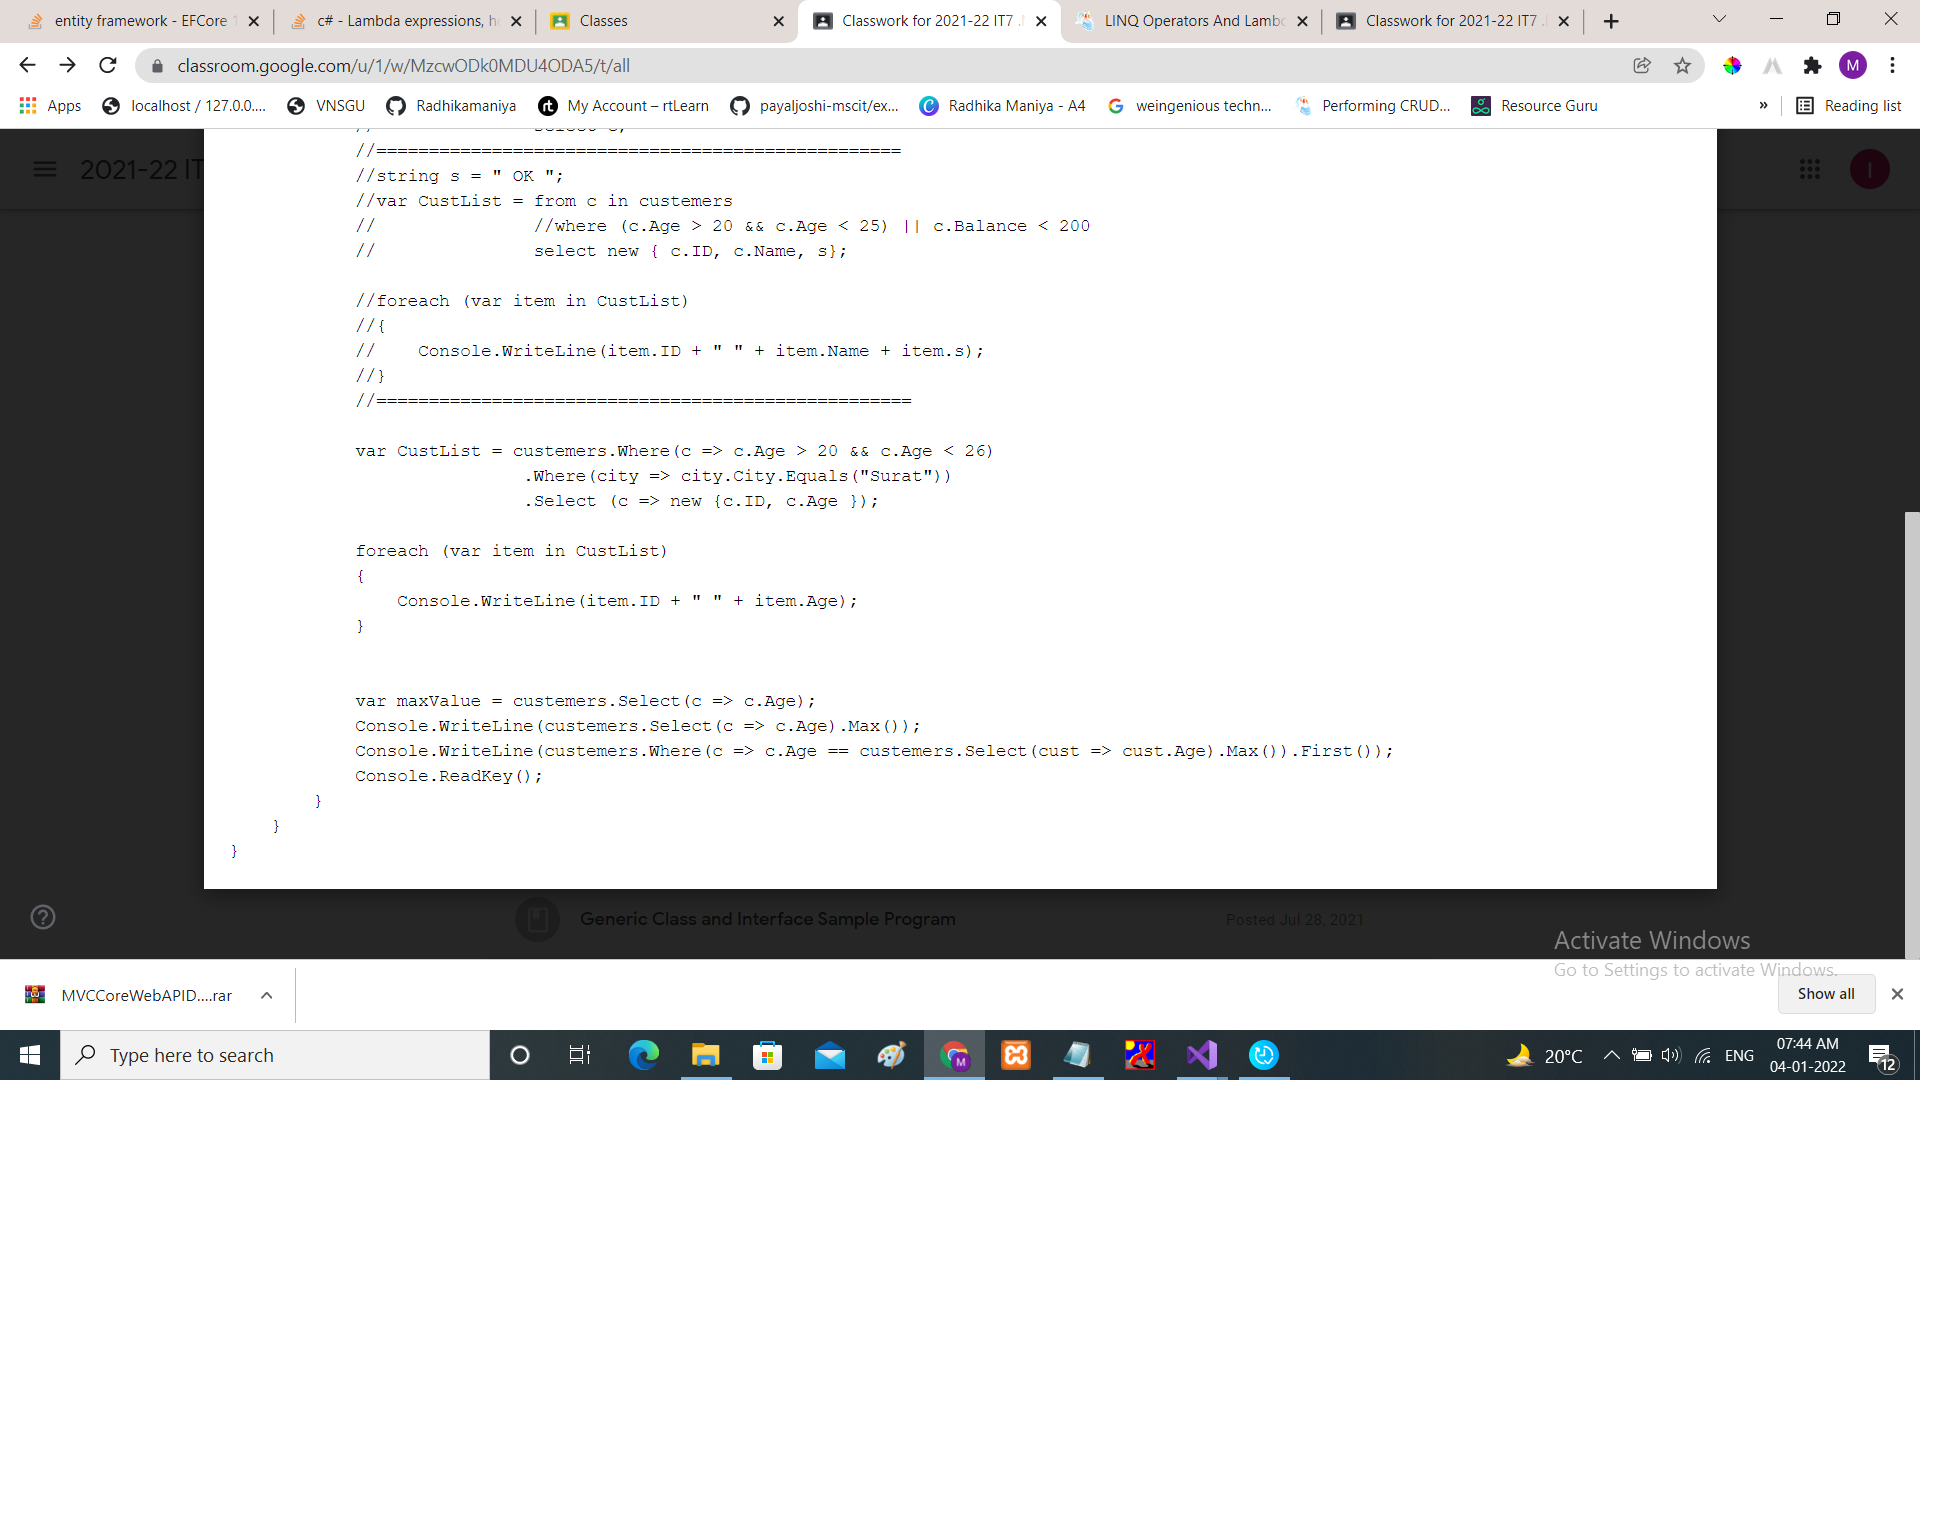 entity framework - EFCore 1
c# - Lambda expressions, h
Classes
Classwork for 2021-22 IT7 .
LINQ Operators And Lambd
Classwork for 2021-22 IT7 .
classroom.google.com/u/1/w/MzcwODk0MDU4ODA5/t/all
M
Apps
localhost / 127.0.0....
VNSGU
Radhikamaniya
My Account – rtLearn
payaljoshi-mscit/ex...
Radhika Maniya - A4
weingenious techn...
Performing CRUD...
Resource Guru
»
Reading list
2021-22 IT
I
//==================================================
//string s = " OK ";
//var CustList = from c in custemers
//               //where (c.Age > 20 && c.Age < 25) || c.Balance < 200
//               select new { c.ID, c.Name, s};
//foreach (var item in CustList)
//{
//    Console.WriteLine(item.ID + " " + item.Name + item.s);
//}
//===================================================
var CustList = custemers.Where(c => c.Age > 20 && c.Age < 26)
.Where(city => city.City.Equals("Surat"))
.Select (c => new {c.ID, c.Age });
foreach (var item in CustList)
{
Console.WriteLine(item.ID + " " + item.Age);
}
var maxValue = custemers.Select(c => c.Age);
Console.WriteLine(custemers.Select(c => c.Age).Max());
Console.WriteLine(custemers.Where(c => c.Age == custemers.Select(cust => cust.Age).Max()).First());
Console.ReadKey();
}
}
}
Generic Class and Interface Sample Program
Posted Jul 28, 2021
Activate Windows
Go to Settings to activate Windows.
MVCCoreWebAPID....rar
Show all
Type here to search
20°C
ENG
07:44 AM
04-01-2022
12